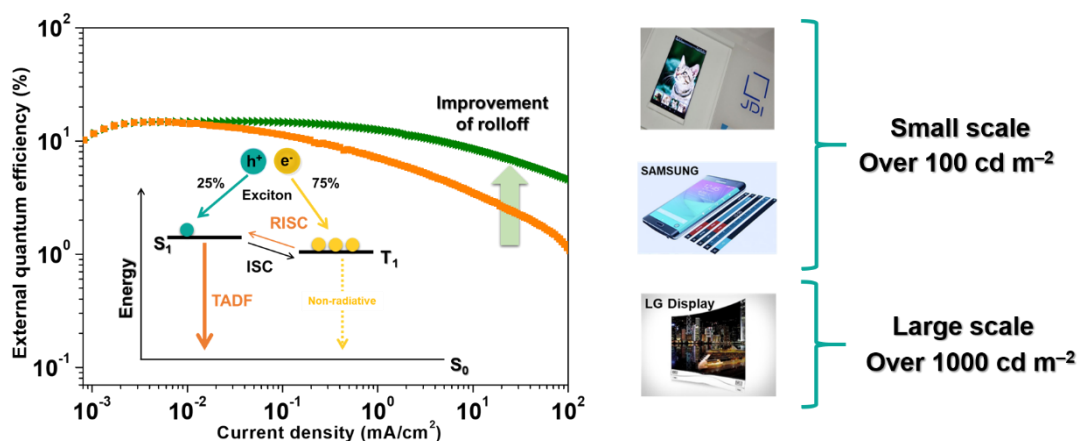 External quantum efficiency (%)
10²
10¹
10⁰
10⁻¹
10⁻³
10⁻²
10⁻¹
10⁰
10¹
10²
Current density (mA/cm²)
Improvement
of rolloff
h⁺
e⁻
25%
75%
Exciton
RISC
S₁
ISC
T₁
TADF
Non-radiative
Energy
S₀
JDI
SAMSUNG
LG Display
Small scale
Over 100 cd m⁻²
Large scale
Over 1000 cd m⁻²